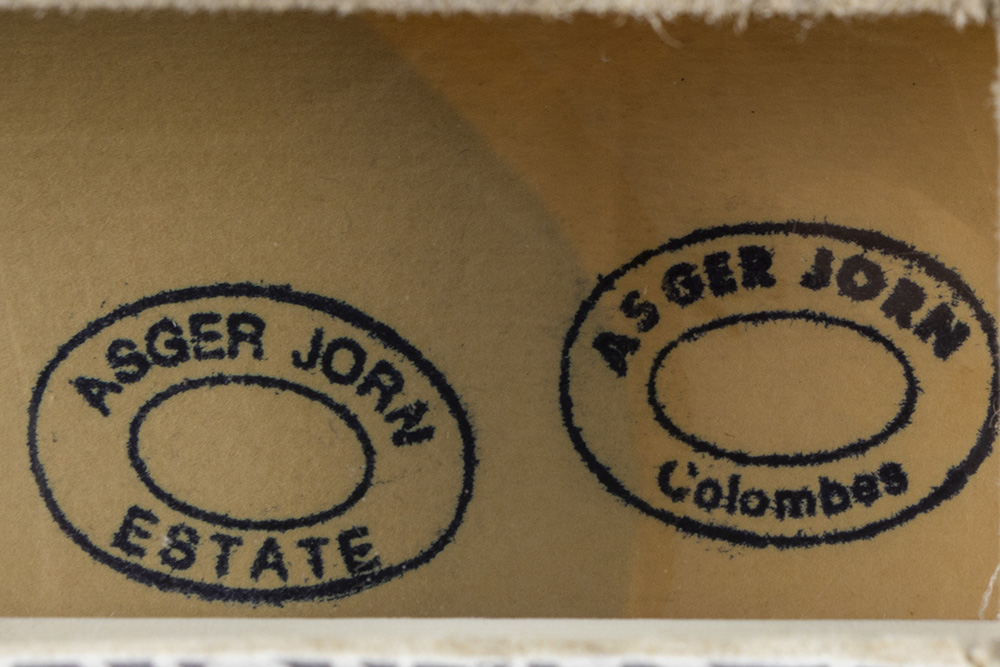 ASGER JORN
ESTATE
ASGER JORN
Colombes